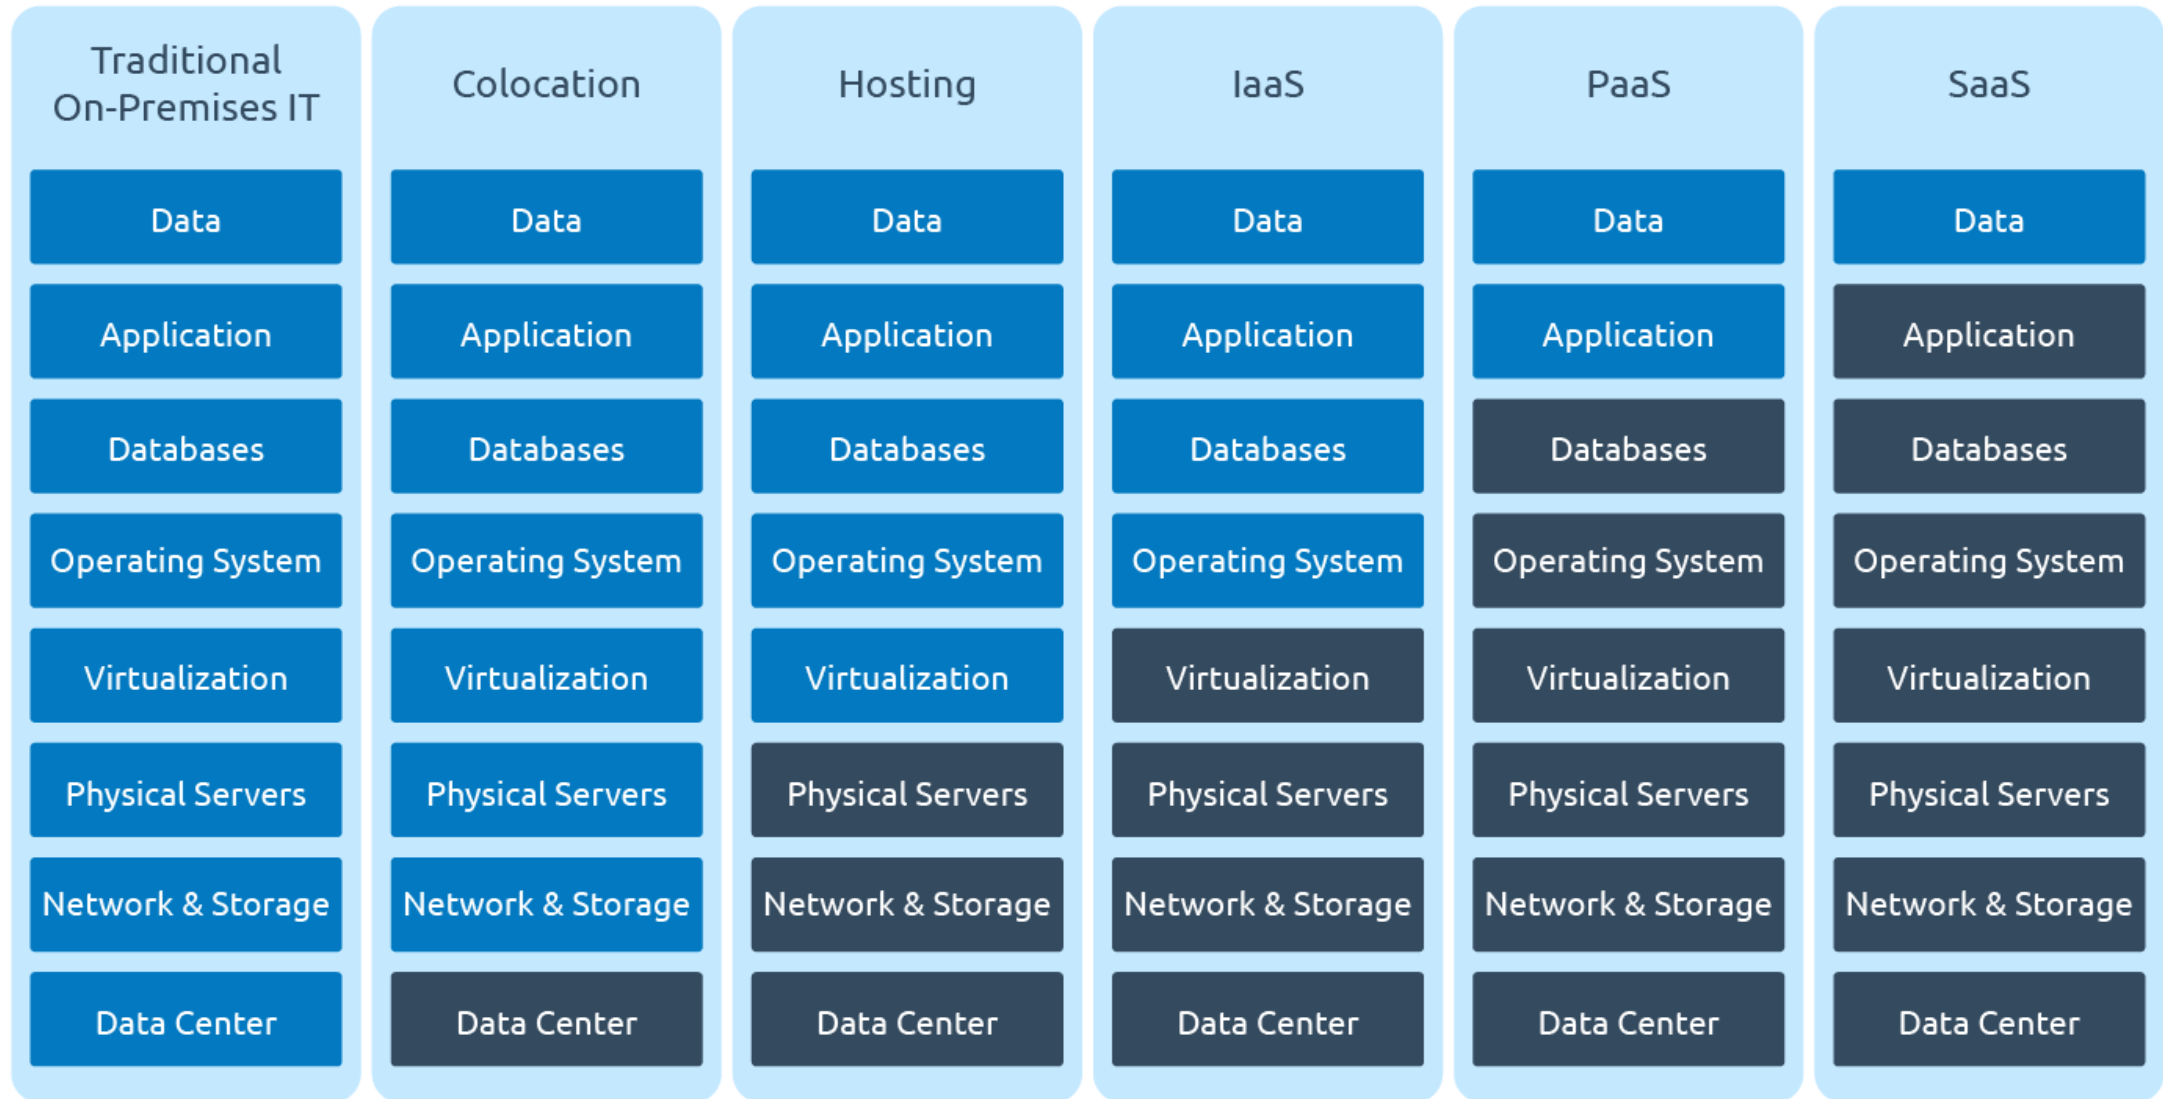 Traditional
On-Premises IT
Data
Application
Databases
Operating System
Virtualization
Physical Servers
Network & Storage
Data Center
Colocation
Data
Application
Databases
Operating System
Virtualization
Physical Servers
Network & Storage
Data Center
Hosting
Data
Application
Databases
Operating System
Virtualization
Physical Servers
Network & Storage
Data Center
IaaS
Data
Application
Databases
Operating System
Virtualization
Physical Servers
Network & Storage
Data Center
PaaS
Data
Application
Databases
Operating System
Virtualization
Physical Servers
Network & Storage
Data Center
SaaS
Data
Application
Databases
Operating System
Virtualization
Physical Servers
Network & Storage
Data Center